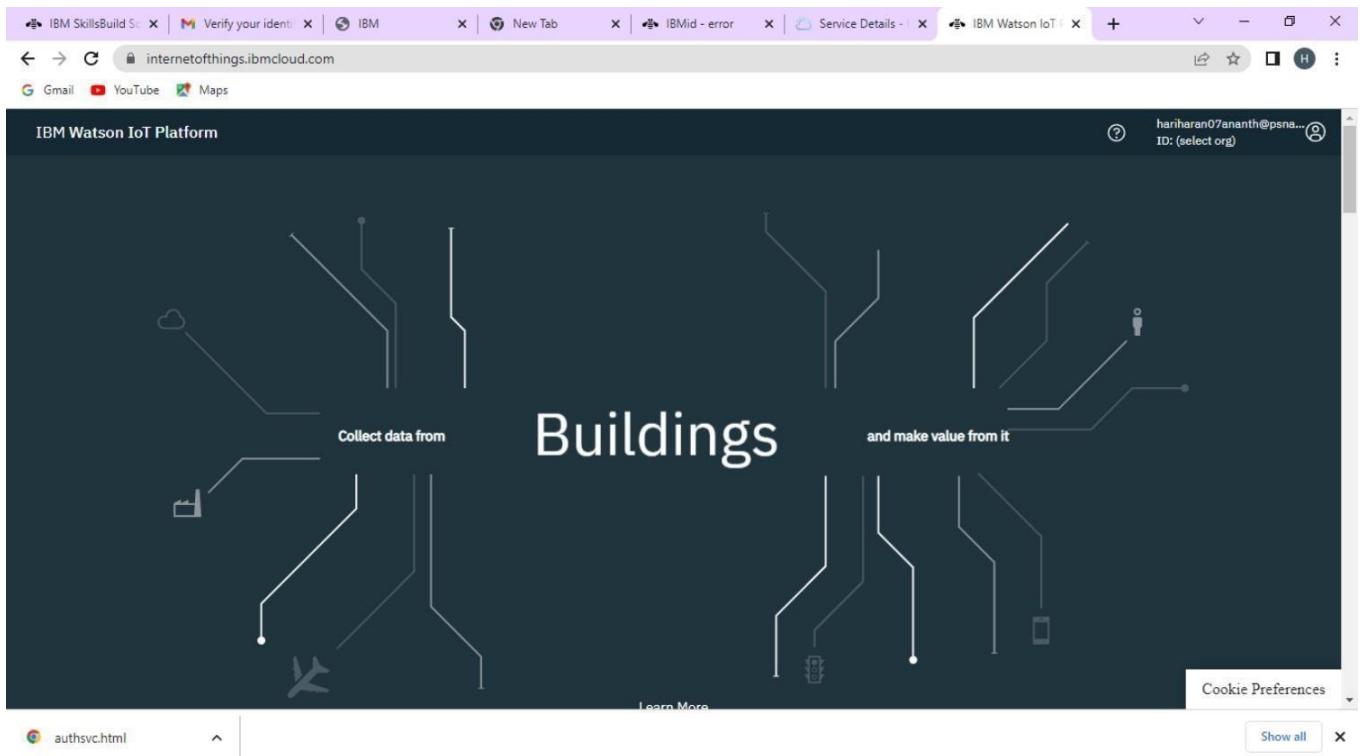 IBM SkillsBuild Sc
Verify your identi
IBM
New Tab
IBMid - error
Service Details - I
IBM Watson IoT P
internetofthings.ibmcloud.com
H
Gmail
YouTube
Maps
IBM Watson IoT Platform
hariharan07ananth@psna...
ID: (select org)
Collect data from
Buildings
and make value from it
Learn More
Cookie Preferences
authsvc.html
Show all